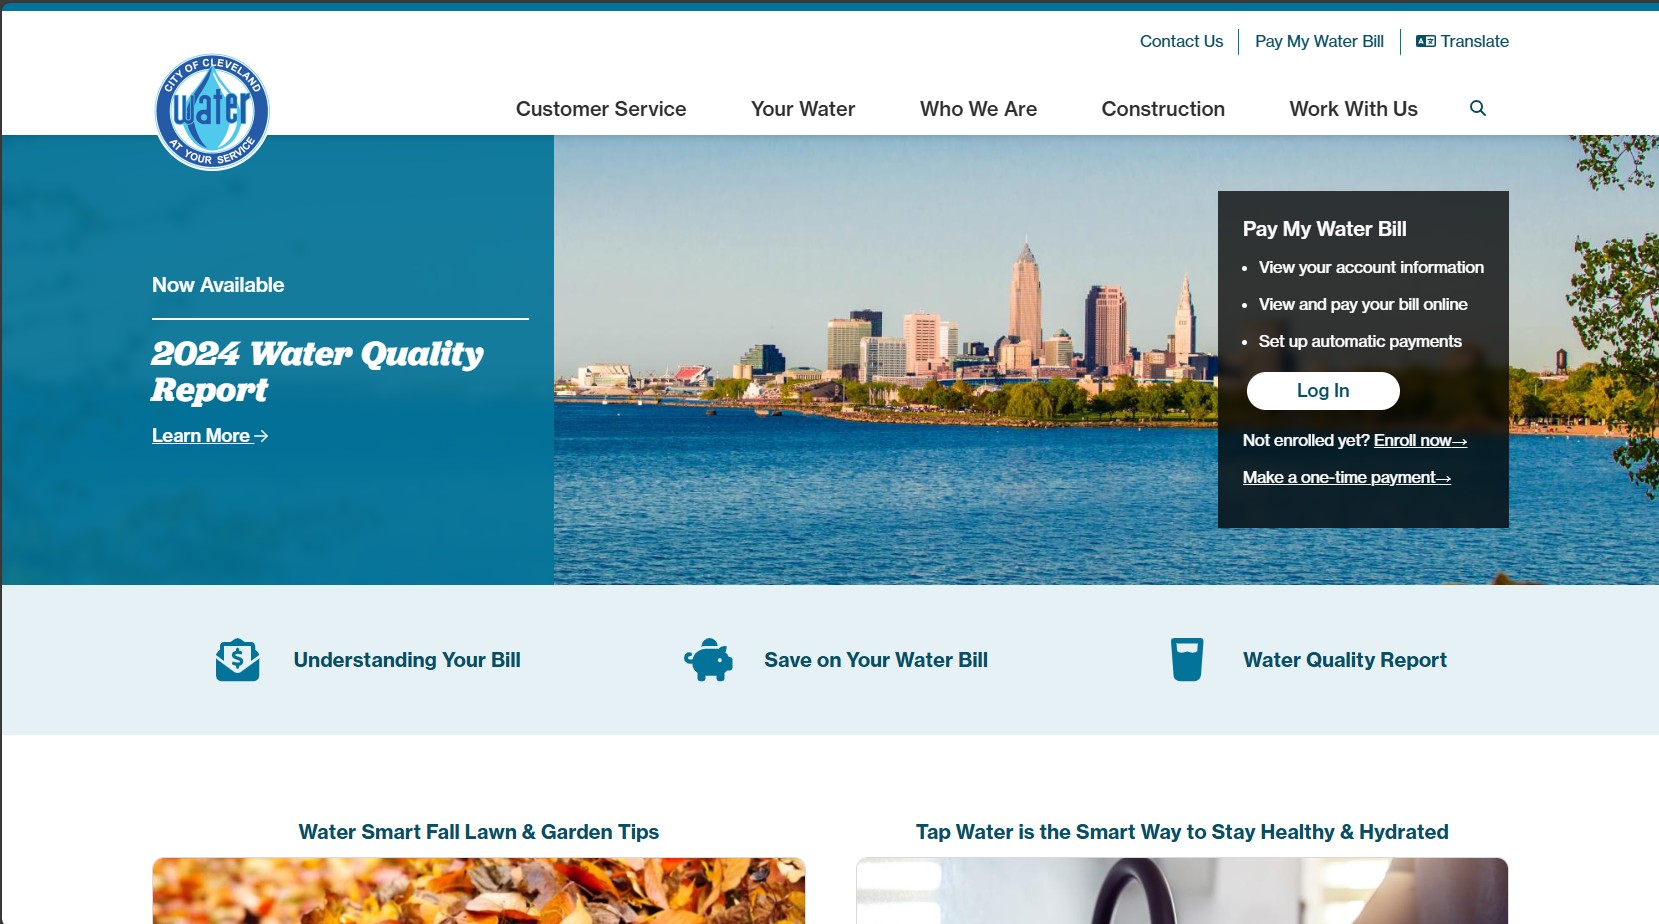 Contact Us
Pay My Water Bill
Translate
CITY OF CLEVELAND
water
AT YOUR SERVICE
Customer Service
Your Water
Who We Are
Construction
Work With Us
Now Available
2024 Water Quality
Report
Learn More →
Pay My Water Bill
• View your account information
• View and pay your bill online
• Set up automatic payments
Log In
Not enrolled yet? Enroll now→
Make a one-time payment→
Understanding Your Bill
Save on Your Water Bill
Water Quality Report
Water Smart Fall Lawn & Garden Tips
Tap Water is the Smart Way to Stay Healthy & Hydrated